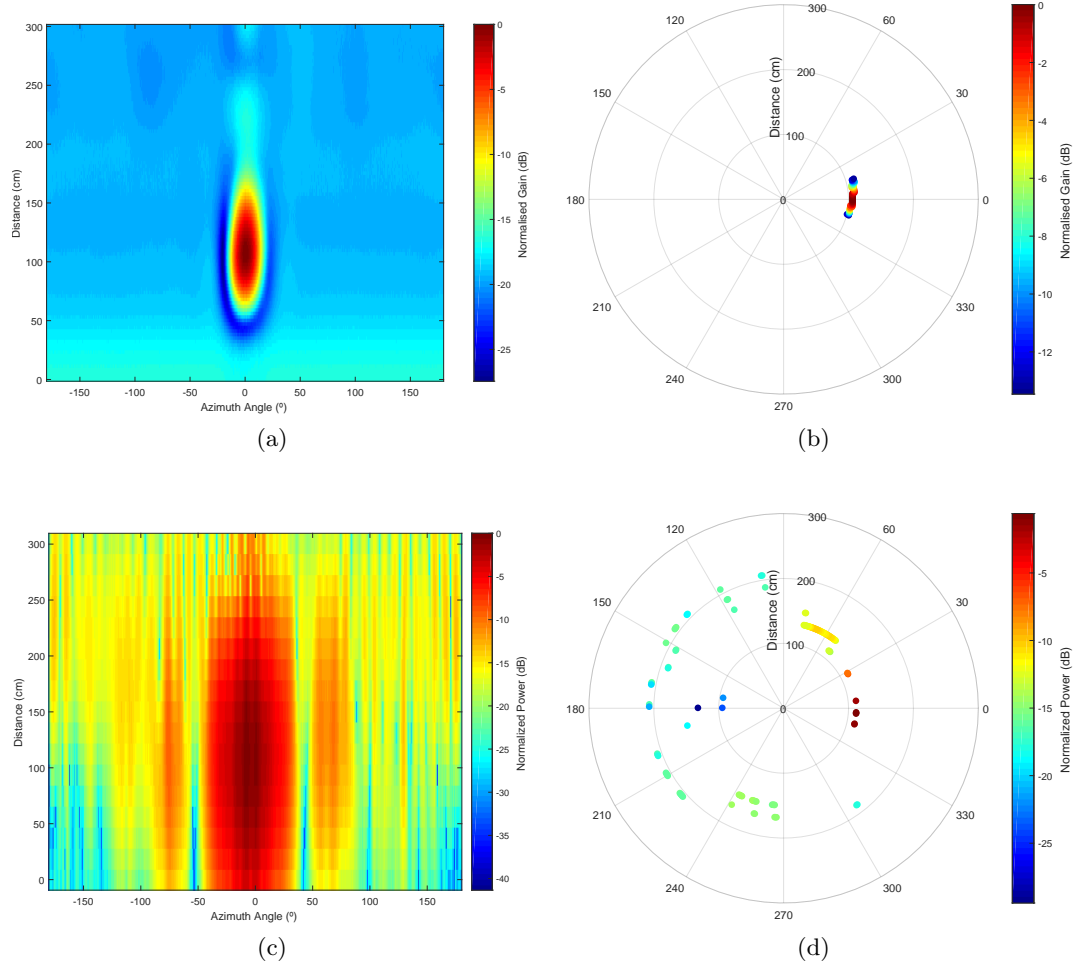 300
250
200
150
100
50
0
Distance (cm)
-150 -100 -50 0 50 100 150
Azimuth Angle (º)
0
-5
-10
-15
-20
-25
Normalised Gain (dB)
(a)
120 300 60
150 200 30
100
180 0 0
210 330
240 300
270
Distance (cm)
0
-2
-4
-6
-8
-10
-12
Normalised Gain (dB)
(b)
300
250
200
150
100
50
0
Distance (cm)
-150 -100 -50 0 50 100 150
Azimuth Angle (º)
0
-5
-10
-15
-20
-25
-30
-35
-40
Normalized Power (dB)
(c)
120 300 60
150 200 30
100
180 0 0
210 330
240 300
270
Distance (cm)
-5
-10
-15
-20
-25
Normalized Power (dB)
(d)